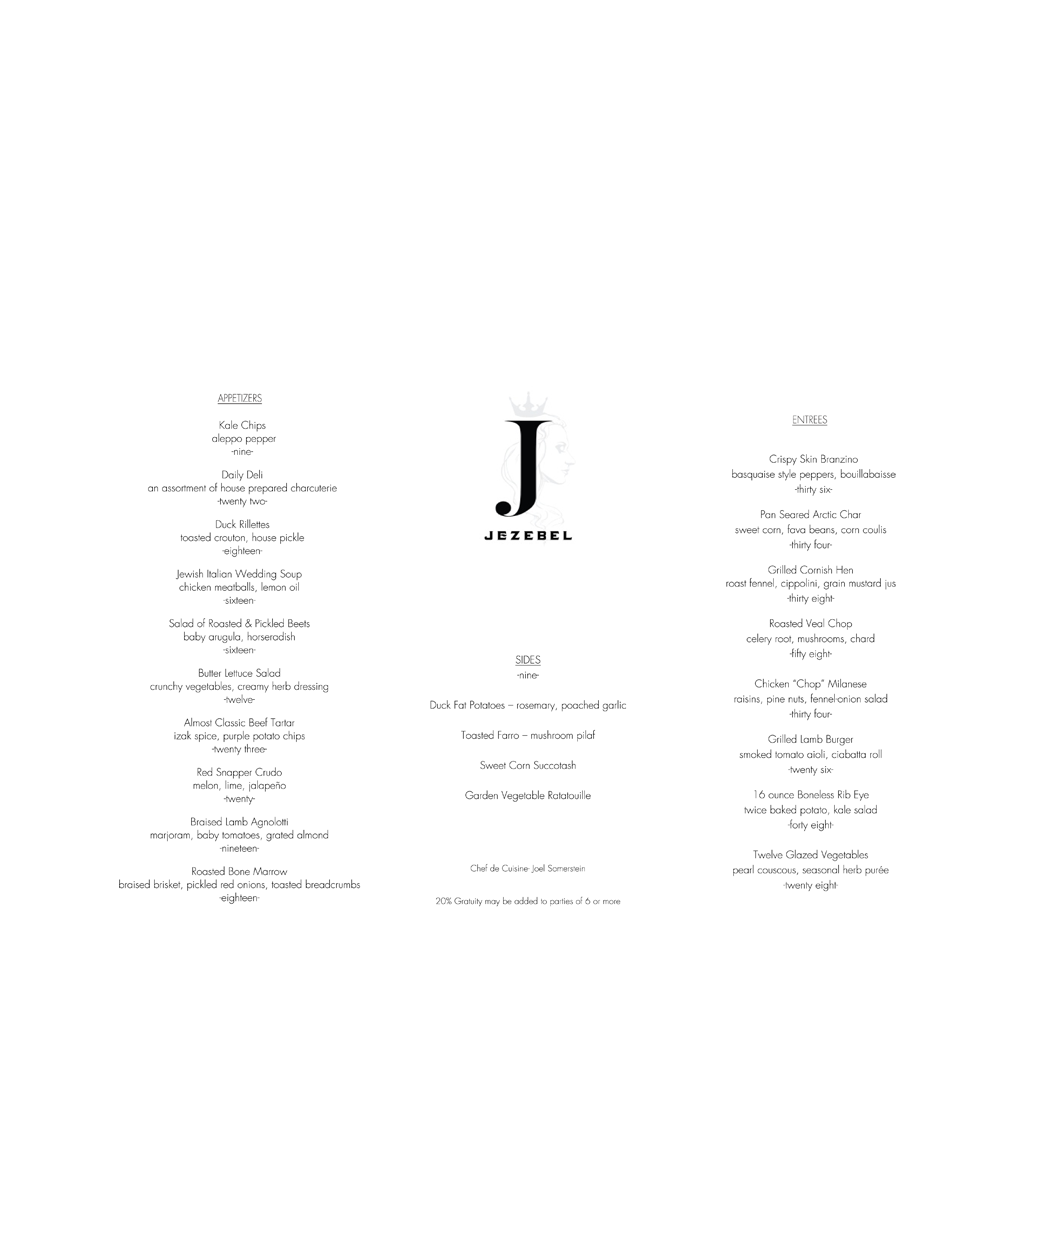 APPETIZERS
Kale Chips
aleppo pepper
-nine-
Daily Deli
an assortment of house prepared charcuterie
-twenty two-
Duck Rillettes
toasted crouton, house pickle
-eighteen-
Jewish Italian Wedding Soup
chicken meatballs, lemon oil
-sixteen-
Salad of Roasted & Pickled Beets
baby arugula, horseradish
-sixteen-
Butter Lettuce Salad
crunchy vegetables, creamy herb dressing
-twelve-
Almost Classic Beef Tartar
izak spice, purple potato chips
-twenty three-
Red Snapper Crudo
melon, lime, jalapeño
-twenty-
Braised Lamb Agnolotti
marjoram, baby tomatoes, grated almond
-nineteen-
Roasted Bone Marrow
braised brisket, pickled red onions, toasted breadcrumbs
-eighteen-
J
JEZEBEL
SIDES
-nine-
Duck Fat Potatoes – rosemary, poached garlic
Toasted Farro – mushroom pilaf
Sweet Corn Succotash
Garden Vegetable Ratatouille
Chef de Cuisine- Joel Somerstein
20% Gratuity may be added to parties of 6 or more
ENTREES
Crispy Skin Branzino
basquaise style peppers, bouillabaisse
-thirty six-
Pan Seared Arctic Char
sweet corn, fava beans, corn coulis
-thirty four-
Grilled Cornish Hen
roast fennel, cippolini, grain mustard jus
-thirty eight-
Roasted Veal Chop
celery root, mushrooms, chard
-fifty eight-
Chicken “Chop” Milanese
raisins, pine nuts, fennel-onion salad
-thirty four-
Grilled Lamb Burger
smoked tomato aioli, ciabatta roll
-twenty six-
16 ounce Boneless Rib Eye
twice baked potato, kale salad
-forty eight-
Twelve Glazed Vegetables
pearl couscous, seasonal herb purée
-twenty eight-